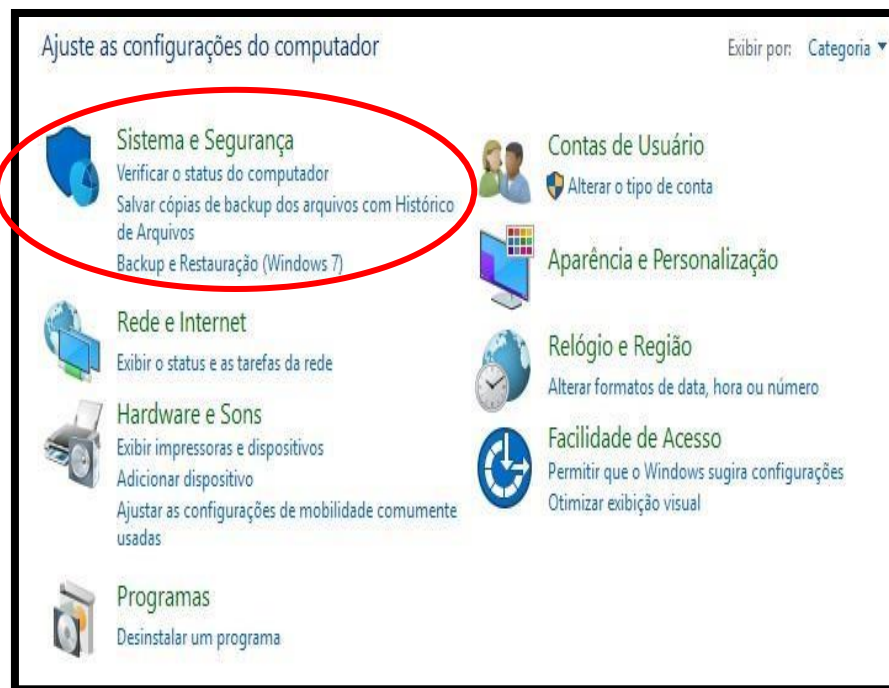 Ajuste as configurações do computador
Exibir por: Categoria
Sistema e Segurança
Verificar o status do computador
Salvar cópias de backup dos arquivos com Histórico
de Arquivos
Backup e Restauração (Windows 7)
Rede e Internet
Exibir o status e as tarefas da rede
Hardware e Sons
Exibir impressoras e dispositivos
Adicionar dispositivo
Ajustar as configurações de mobilidade comumente
usadas
Programas
Desinstalar um programa
Contas de Usuário
Alterar o tipo de conta
Aparência e Personalização
Relógio e Região
Alterar formatos de data, hora ou número
Facilidade de Acesso
Permitir que o Windows sugira configurações
Otimizar exibição visual